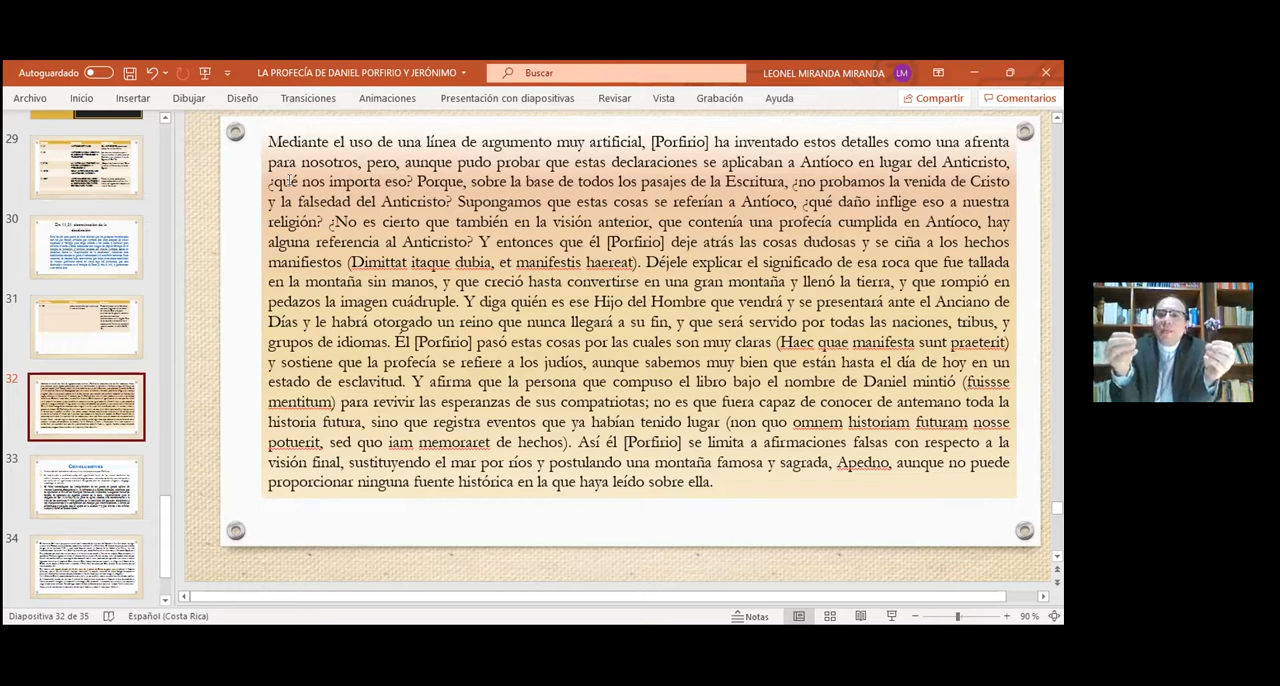 Autoguardado
LA PROFECÍA DE DANIEL PORFIRIO Y JERÓNIMO
Buscar
LEONEL MIRANDA MIRANDA
LM
Archivo Inicio Insertar Dibujar Diseño Transiciones Animaciones Presentación con diapositivas Revisar Vista Grabación Ayuda
Compartir
Comentarios
29
30
31
32
33
Conclusiones
34
Mediante el uso de una línea de argumento muy artificial, [Porfirio] ha inventado estos detalles como una afrenta
para nosotros, pero, aunque pudo probar que estas declaraciones se aplicaban a Antíoco en lugar del Anticristo,
¿qué nos importa eso? Porque, sobre la base de todos los pasajes de la Escritura, ¿no probamos la venida de Cristo
y la falsedad del Anticristo? Supongamos que estas cosas se referían a Antíoco, ¿qué daño inflige eso a nuestra
religión? ¿No es cierto que también en la visión anterior, que contenía una profecía cumplida en Antíoco, hay
alguna referencia al Anticristo? Y entonces que él [Porfirio] deje atrás las cosas dudosas y se ciña a los hechos
manifiestos (Dimittat itaque dubia, et manifestis haereat). Déjele explicar el significado de esa roca que fue tallada
en la montaña sin manos, y que creció hasta convertirse en una gran montaña y llenó la tierra, y que rompió en
pedazos la imagen cuádruple. Y diga quién es ese Hijo del Hombre que vendrá y se presentará ante el Anciano de
Días y le habrá otorgado un reino que nunca llegará a su fin, y que será servido por todas las naciones, tribus, y
grupos de idiomas. Él [Porfirio] pasó estas cosas por las cuales son muy claras (Haec quae manifesta sunt praeterit)
y sostiene que la profecía se refiere a los judíos, aunque sabemos muy bien que están hasta el día de hoy en un
estado de esclavitud. Y afirma que la persona que compuso el libro bajo el nombre de Daniel mintió (fuissse
mentitum) para revivir las esperanzas de sus compatriotas; no es que fuera capaz de conocer de antemano toda la
historia futura, sino que registra eventos que ya habían tenido lugar (non quo omnem historiam futuram nosse
potuerit, sed quo iam memoraret de hechos). Así él [Porfirio] se limita a afirmaciones falsas con respecto a la
visión final, sustituyendo el mar por ríos y postulando una montaña famosa y sagrada, Apedno, aunque no puede
proporcionar ninguna fuente histórica en la que haya leído sobre ella.
Diapositiva 32 de 35
Español (Costa Rica)
Notas
90 %